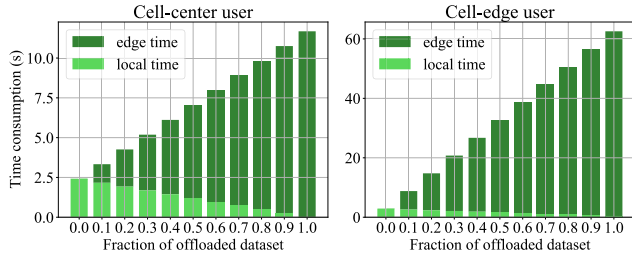 Cell-center user
Time consumption (s)
10.0
7.5
5.0
2.5
0.0
edge time
local time
0.0 0.1 0.2 0.3 0.4 0.5 0.6 0.7 0.8 0.9 1.0
Fraction of offloaded dataset
Cell-edge user
60
40
20
0
edge time
local time
0.0 0.1 0.2 0.3 0.4 0.5 0.6 0.7 0.8 0.9 1.0
Fraction of offloaded dataset